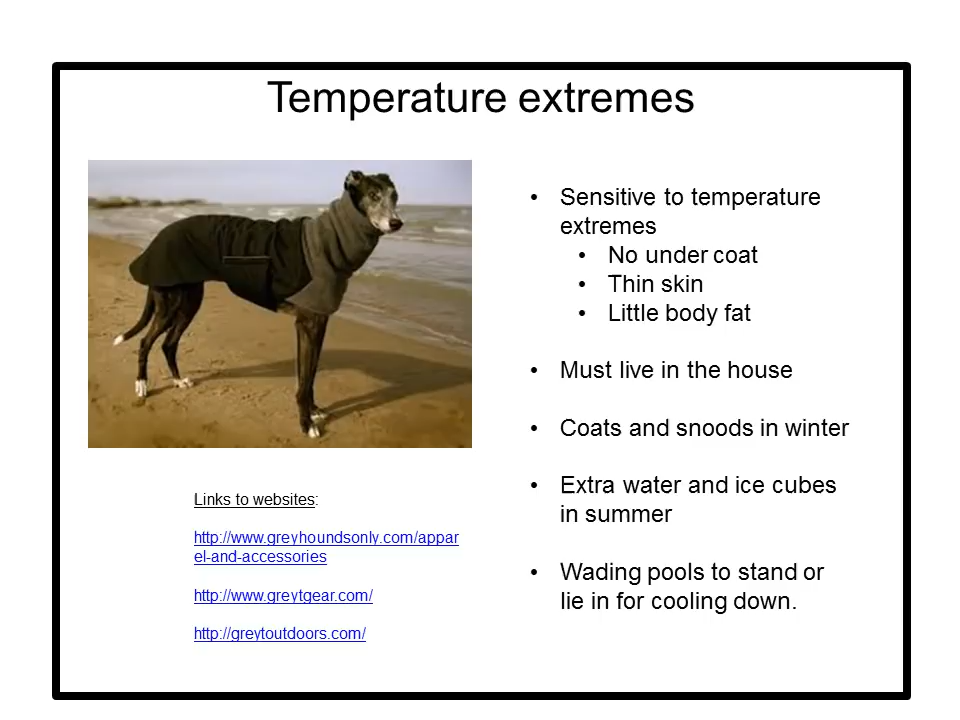 Temperature extremes
• Sensitive to temperature
extremes
• No under coat
• Thin skin
• Little body fat
• Must live in the house
• Coats and snoods in winter
• Extra water and ice cubes
in summer
• Wading pools to stand or
lie in for cooling down.
Links to websites:
http://www.greyhoundsonly.com/appar
el-and-accessories
http://www.greytgear.com/
http://greytoutdoors.com/